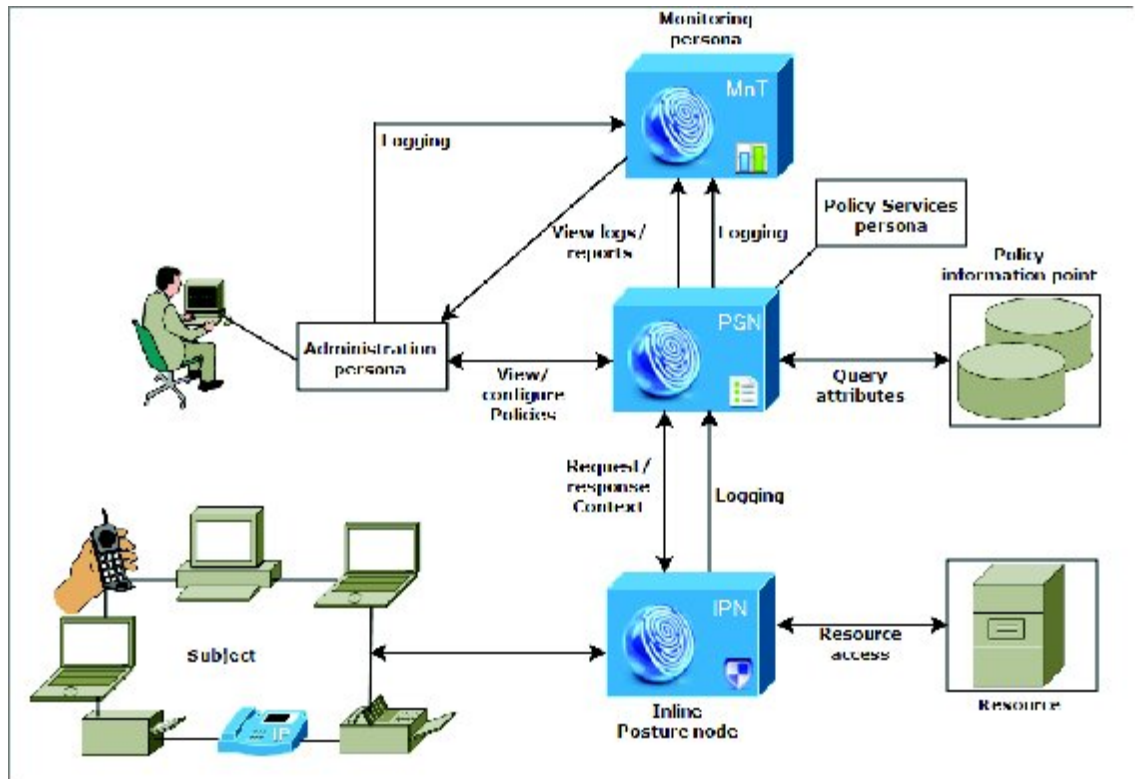 Monitoring
persona
MnT
Logging
Policy Services
persona
View logs/
reports
Logging
Policy
information point
PSN
Administration
persona
View/
configure
Policies
Query
attributes
Request/
response
Context
Logging
IPN
Subject
Resource
access
IP
Inline
Posture node
Resource